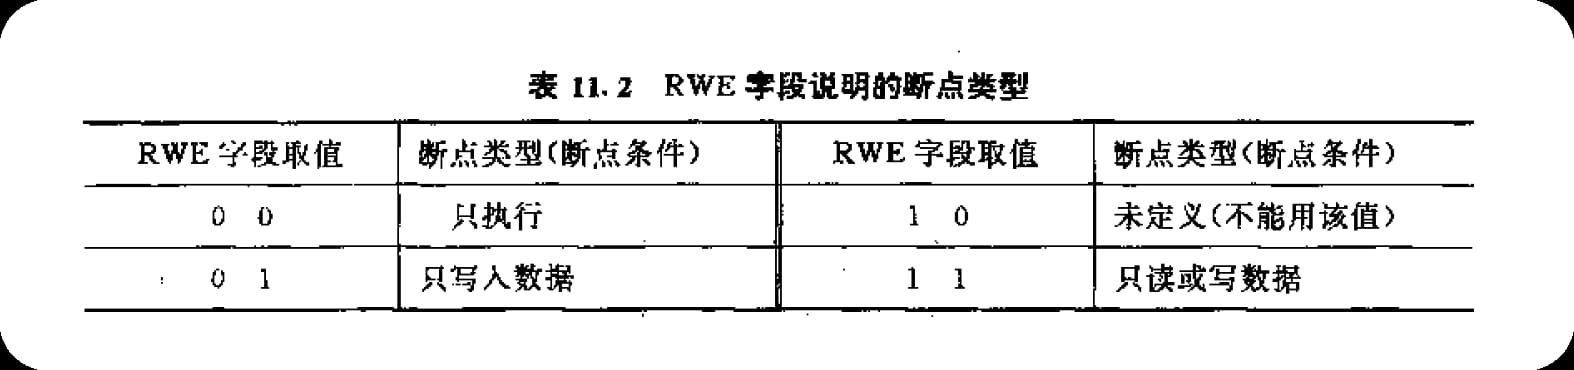 表 11.2 RWE 字段说明的断点类型
RWE 字段取值 断点类型(断点条件) RWE 字段取值 断点类型(断点条件)
0 0 只执行 1 0 未定义(不能用该值)
0 1 只写入数据 1 1 只读或写数据